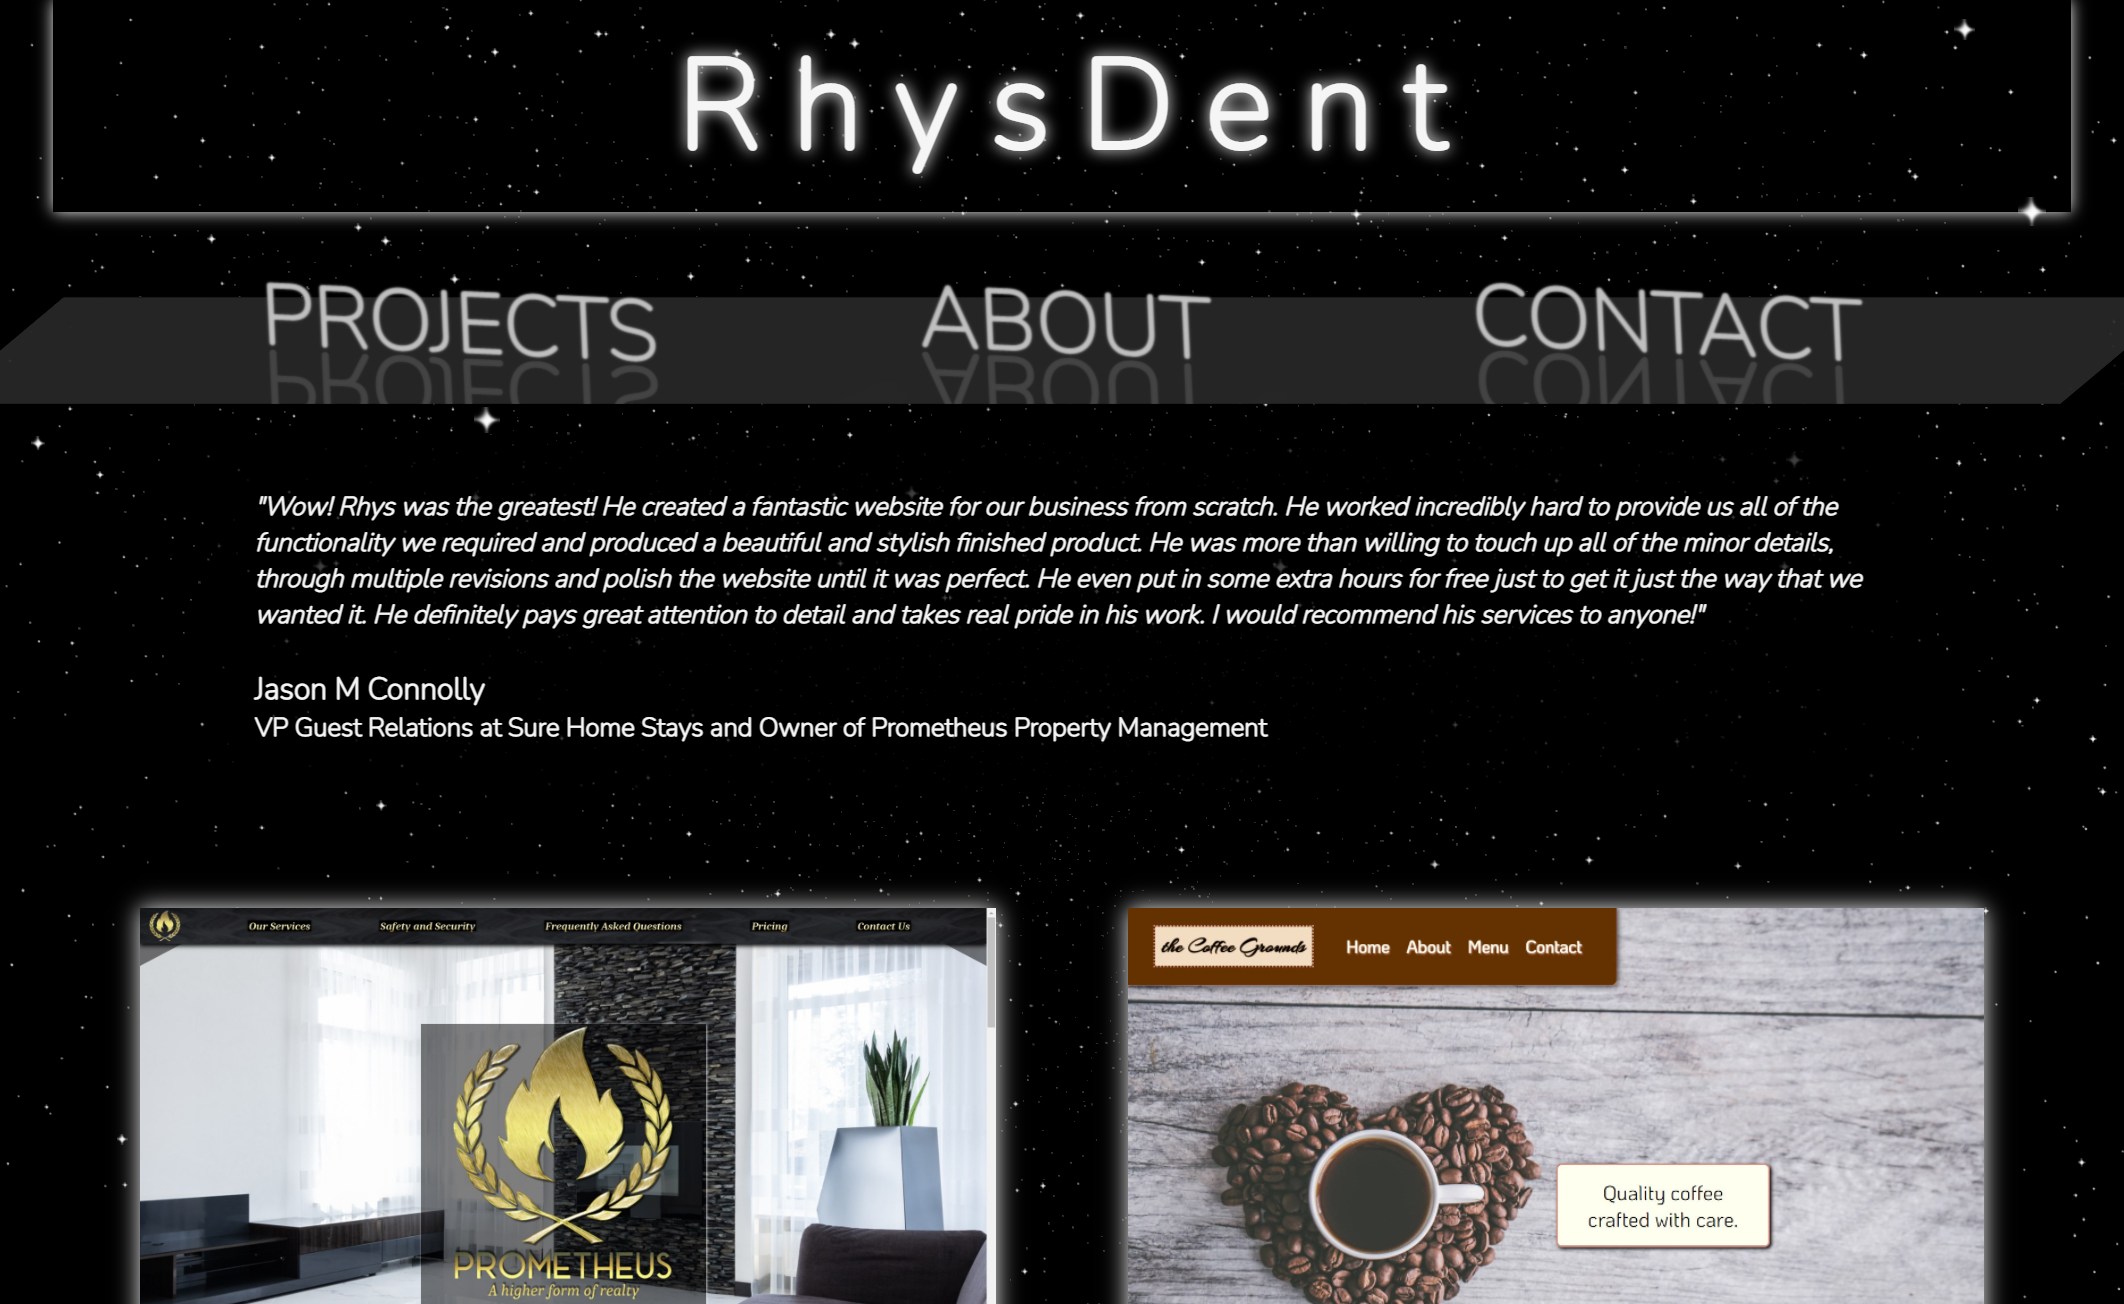 RhysDent
PROJECTS
ABOUT
CONTACT
"Wow! Rhys was the greatest! He created a fantastic website for our business from scratch. He worked incredibly hard to provide us all of the
functionality we required and produced a beautiful and stylish finished product. He was more than willing to touch up all of the minor details,
through multiple revisions and polish the website until it was perfect. He even put in some extra hours for free just to get it just the way that we
wanted it. He definitely pays great attention to detail and takes real pride in his work. I would recommend his services to anyone!"
Jason M Connolly
VP Guest Relations at Sure Home Stays and Owner of Prometheus Property Management
Our Services
Safety and Security
Frequently Asked Questions
Pricing
Contact Us
PROMETHEUS
A higher form of realty
the Coffee Grounds
Home
About
Menu
Contact
Quality coffee
crafted with care.